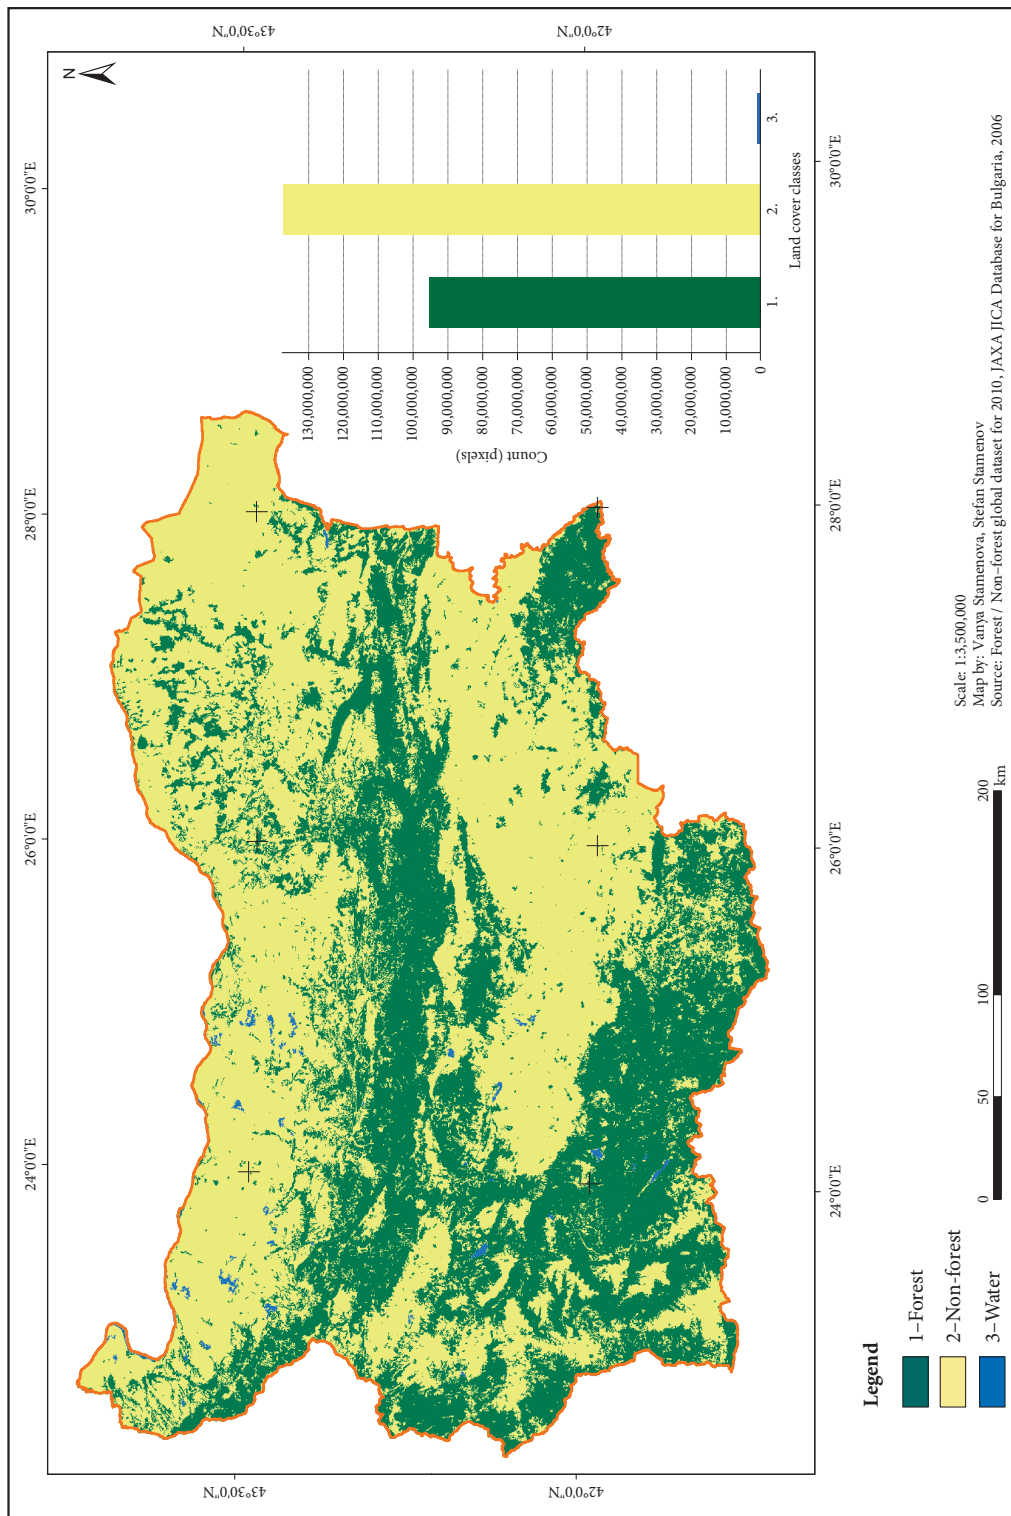 N
30°0'0"E
28°0'0"E
26°0'0"E
24°0'0"E
43°30'0"N
42°0'0"N
43°30'0"N
42°0'0"N
30°0'0"E
28°0'0"E
26°0'0"E
24°0'0"E
Count (pixels)
130,000,000
120,000,000
110,000,000
100,000,000
90,000,000
80,000,000
70,000,000
60,000,000
50,000,000
40,000,000
30,000,000
20,000,000
10,000,000
0
1.
2.
3.
Land cover classes
Legend
1–Forest
2–Non-forest
3–Water
0
50
100
200
km
Scale: 1:3,500,000
Map by: Vanya Stamenova, Stefan Stamenov
Source: Forest / Non–forest global dataset for 2010, JAXA JICA Database for Bulgaria, 2006